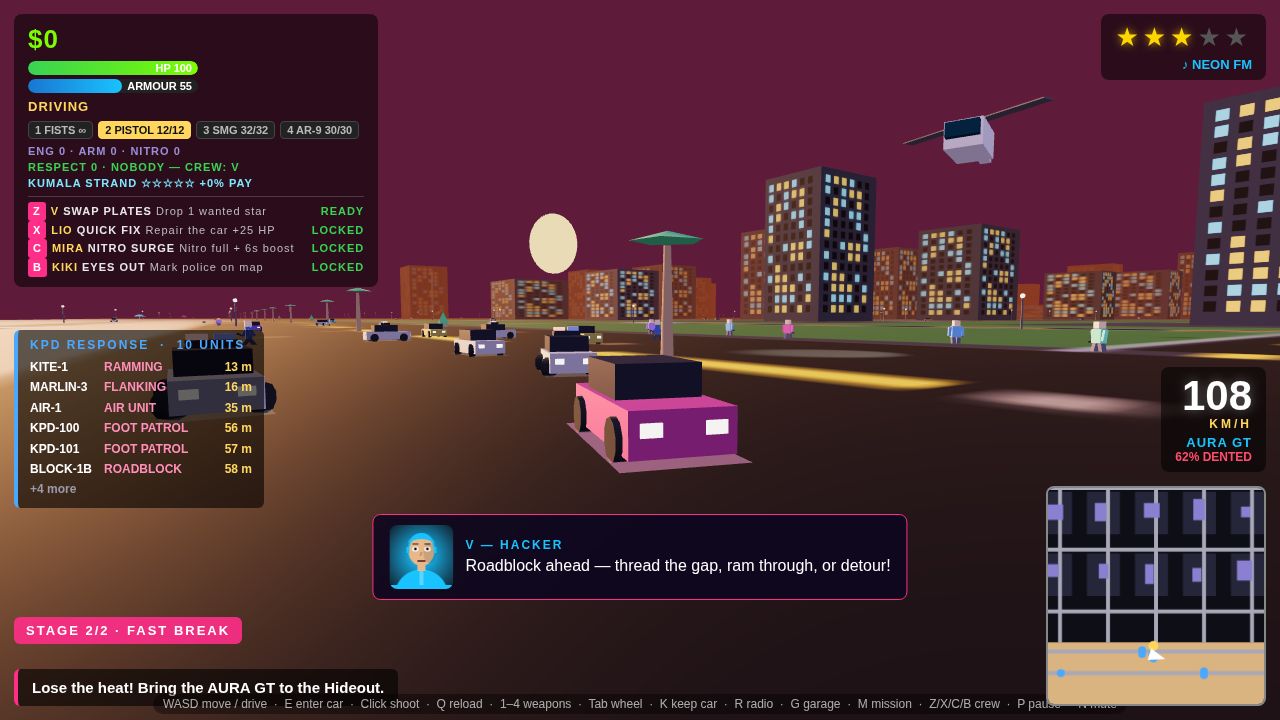 $0
HP 100
ARMOUR 55
DRIVING
1 FISTS ∞ 2 PISTOL 12/12 3 SMG 32/32 4 AR-9 30/30
ENG 0 · ARM 0 · NITRO 0
RESPECT 0 · NOBODY — CREW: V
KUMALA STRAND ☆☆☆☆☆ +0% PAY
Z V SWAP PLATES Drop 1 wanted star READY
X LIO QUICK FIX Repair the car +25 HP LOCKED
C MIRA NITRO SURGE Nitro full + 6s boost LOCKED
B KIKI EYES OUT Mark police on map LOCKED
★★★★★
♪ NEON FM
KPD RESPONSE · 10 UNITS
KITE-1 RAMMING 13 m
MARLIN-3 FLANKING 16 m
AIR-1 AIR UNIT 35 m
KPD-100 FOOT PATROL 56 m
KPD-101 FOOT PATROL 57 m
BLOCK-1B ROADBLOCK 58 m
+4 more
108
KM/H
AURA GT
62% DENTED
V — HACKER
Roadblock ahead — thread the gap, ram through, or detour!
STAGE 2/2 · FAST BREAK
Lose the heat! Bring the AURA GT to the Hideout.
WASD move / drive · E enter car · Click shoot · Q reload · 1–4 weapons · Tab wheel · K keep car · R radio · G garage · M mission · Z/X/C/B crew · P pause